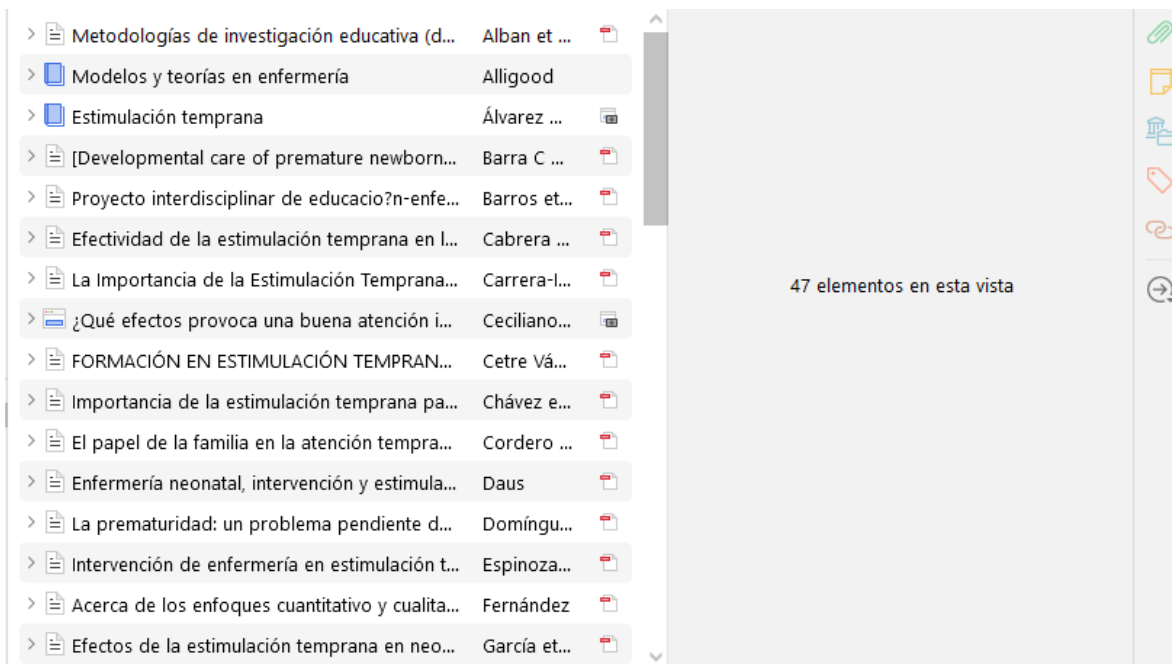 Metodologías de investigación educativa (d... Alban et ...
Modelos y teorías en enfermería Alligood
Estimulación temprana Álvarez ...
[Developmental care of premature newborn... Barra C ...
Proyecto interdisciplinar de educacio?n-enfe... Barros et...
Efectividad de la estimulación temprana en l... Cabrera ...
La Importancia de la Estimulación Temprana... Carrera-I...
47 elementos en esta vista
¿Qué efectos provoca una buena atención i... Ceciliano...
FORMACIÓN EN ESTIMULACIÓN TEMPRAN... Cetre Vá...
Importancia de la estimulación temprana pa... Chávez e...
El papel de la familia en la atención tempra... Cordero ...
Enfermería neonatal, intervención y estimula... Daus
La prematuridad: un problema pendiente d... Domíngu...
Intervención de enfermería en estimulación t... Espinoza...
Acerca de los enfoques cuantitativo y cualita... Fernández
Efectos de la estimulación temprana en neo... García et...